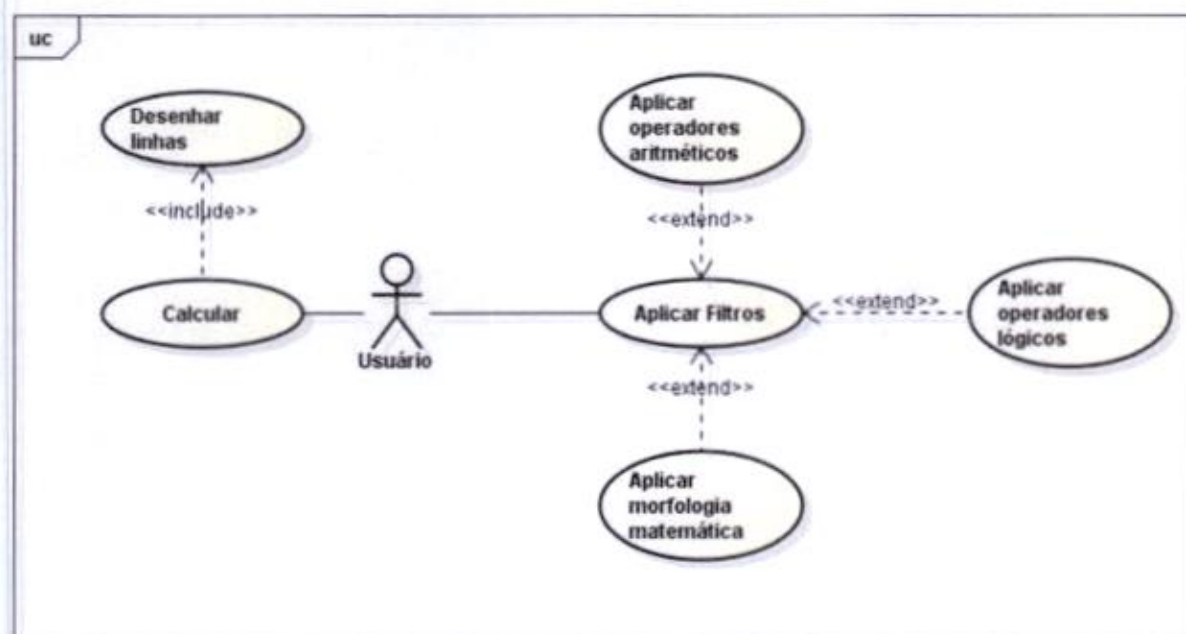 uc
Desenhar
linhas
Aplicar
operadores
aritméticos
<<include>>
<<extend>>
Calcular
Usuário
Aplicar Filtros
<<extend>>
Aplicar
operadores
lógicos
<<extend>>
Aplicar
morfologia
matemática